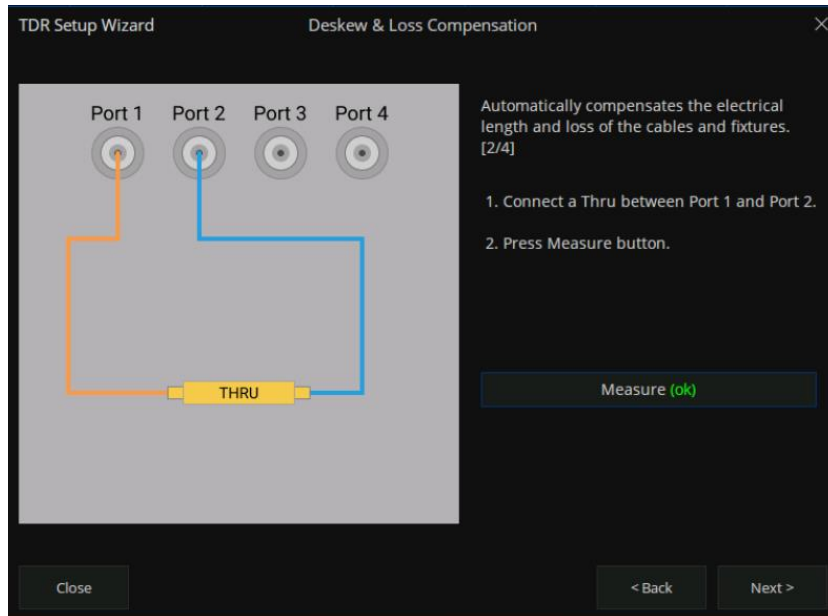 TDR Setup Wizard
Deskew & Loss Compensation
Port 1 Port 2 Port 3 Port 4
THRU
Automatically compensates the electrical
length and loss of the cables and fixtures.
[2/4]
1. Connect a Thru between Port 1 and Port 2.
2. Press Measure button.
Measure (ok)
Close
< Back
Next >